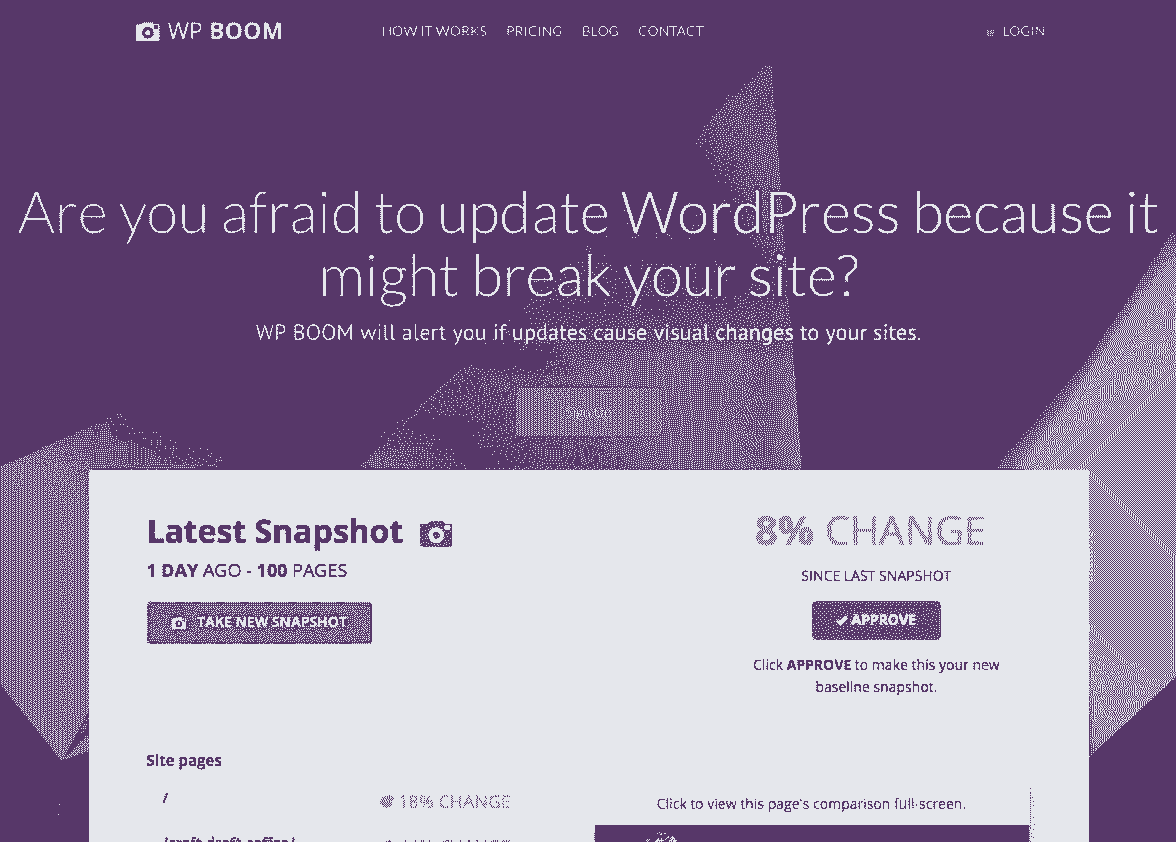 WP BOOM
HOW IT WORKS PRICING BLOG CONTACT
LOGIN
Are you afraid to update WordPress because it
might break your site?
WP BOOM will alert you if updates cause visual changes to your sites.
Latest Snapshot
1 DAY AGO - 100 PAGES
TAKE NEW SNAPSHOT
8% CHANGE
SINCE LAST SNAPSHOT
✔ APPROVE
Click APPROVE to make this your new
baseline snapshot.
Site pages
/
18% CHANGE
Click to view this page's comparison full-screen.